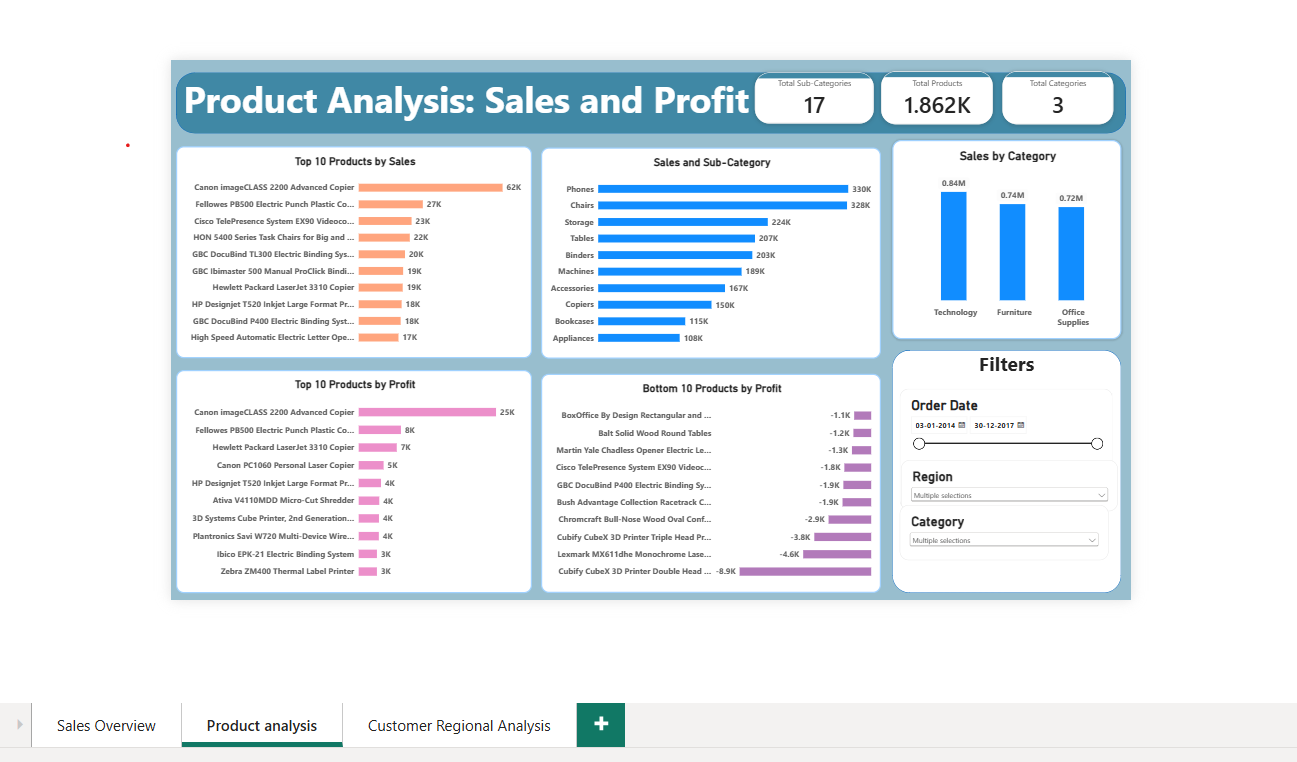 Product Analysis: Sales and Profit
Total Sub-Categories
17
Total Products
1.862K
Total Categories
3
Top 10 Products by Sales
Canon imageCLASS 2200 Advanced Copier 62K
Fellowes PB500 Electric Punch Plastic Co... 27K
Cisco TelePresence System EX90 Videoco... 23K
HON 5400 Series Task Chairs for Big and ... 22K
GBC DocuBind TL300 Electric Binding Sys... 20K
GBC Ibimaster 500 Manual ProClick Bindi... 19K
Hewlett Packard LaserJet 3310 Copier 19K
HP Designjet T520 Inkjet Large Format Pr... 18K
GBC DocuBind P400 Electric Binding Syst... 18K
High Speed Automatic Electric Letter Ope... 17K
Sales and Sub-Category
Phones 330K
Chairs 328K
Storage 224K
Tables 207K
Binders 203K
Machines 189K
Accessories 167K
Copiers 150K
Bookcases 115K
Appliances 108K
Sales by Category
0.84M
0.74M
0.72M
Technology
Furniture
Office
Supplies
Top 10 Products by Profit
Canon imageCLASS 2200 Advanced Copier 25K
Fellowes PB500 Electric Punch Plastic Co... 8K
Hewlett Packard LaserJet 3310 Copier 7K
Canon PC1060 Personal Laser Copier 5K
HP Designjet T520 Inkjet Large Format Pr... 4K
Ativa V4110MDD Micro-Cut Shredder 4K
3D Systems Cube Printer, 2nd Generation... 4K
Plantronics Savi W720 Multi-Device Wire... 4K
Ibico EPK-21 Electric Binding System 3K
Zebra ZM400 Thermal Label Printer 3K
Bottom 10 Products by Profit
BoxOffice By Design Rectangular and ... -1.1K
Balt Solid Wood Round Tables -1.2K
Martin Yale Chadless Opener Electric Le... -1.3K
Cisco TelePresence System EX90 Videoc... -1.8K
GBC DocuBind P400 Electric Binding Sy... -1.9K
Bush Advantage Collection Racetrack C... -1.9K
Chromcraft Bull-Nose Wood Oval Conf... -2.9K
Cubify CubeX 3D Printer Triple Head Pr... -3.8K
Lexmark MX611dhe Monochrome Lase... -4.6K
Cubify CubeX 3D Printer Double Head ... -8.9K
Filters
Order Date
03-01-2014 30-12-2017
Region
Multiple selections
Category
Multiple selections
Sales Overview
Product analysis
Customer Regional Analysis